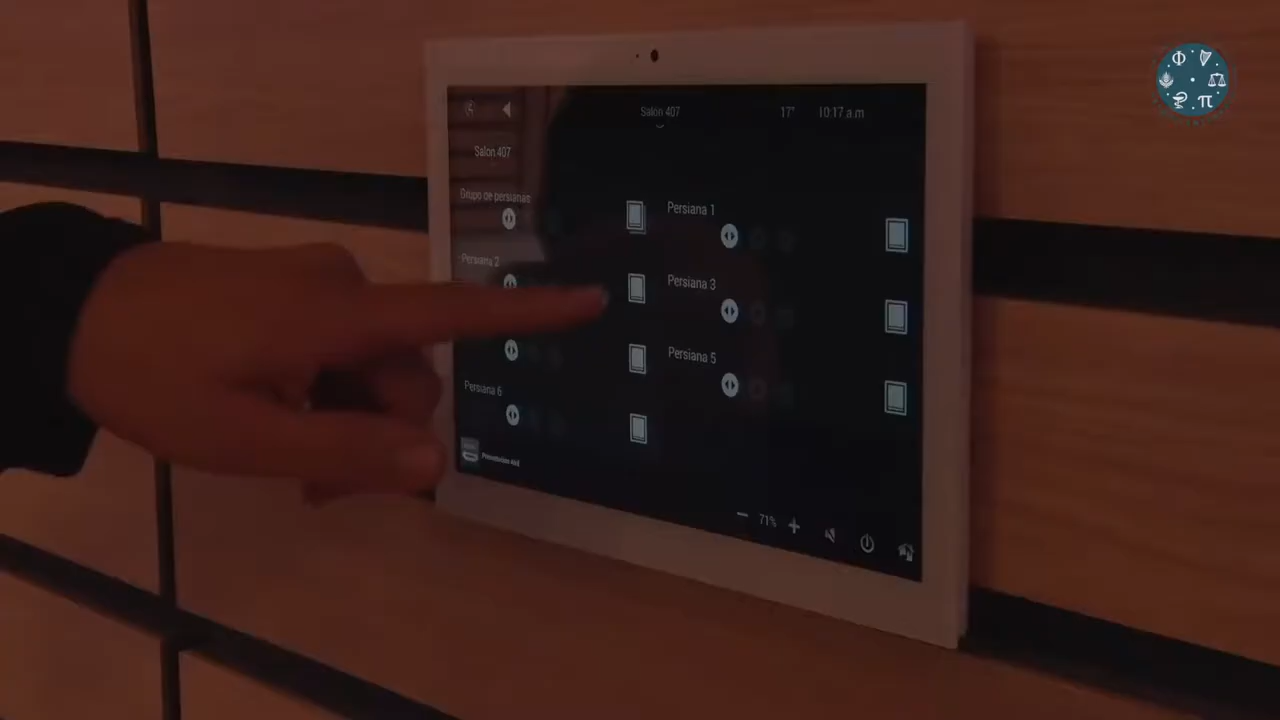 Salon 407
17°
10:17 a.m
Salon 407
Grupo de persianas
Persiana 1
Persiana 2
Persiana 3
Persiana 5
Persiana 6
71%
Φ
π